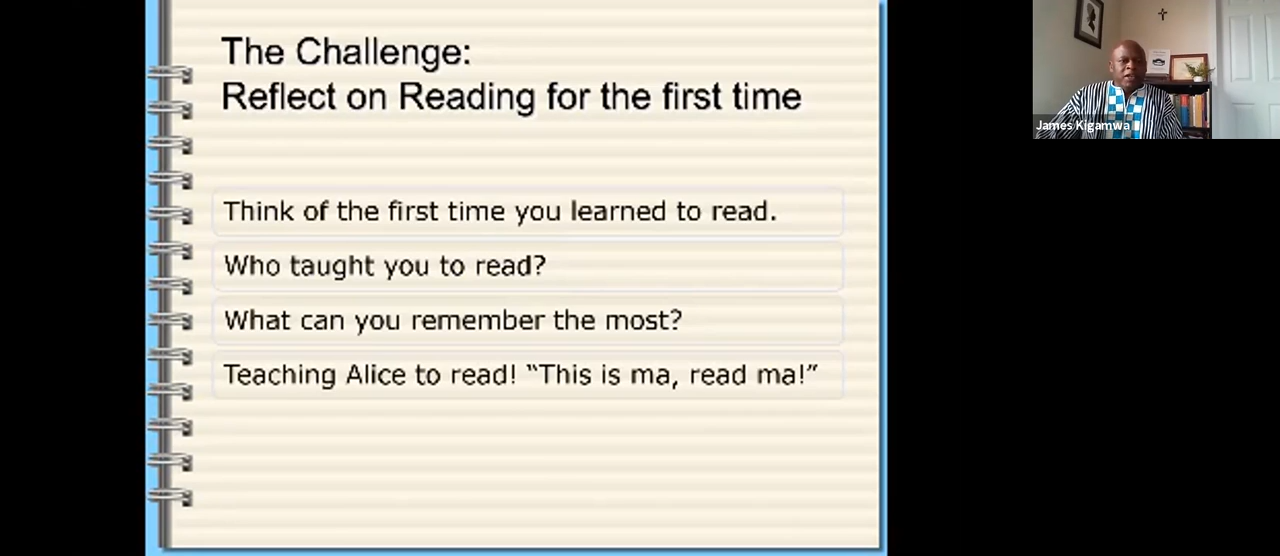 The Challenge:
Reflect on Reading for the first time
Think of the first time you learned to read.
Who taught you to read?
What can you remember the most?
Teaching Alice to read! “This is ma, read ma!”
James Kigamwa